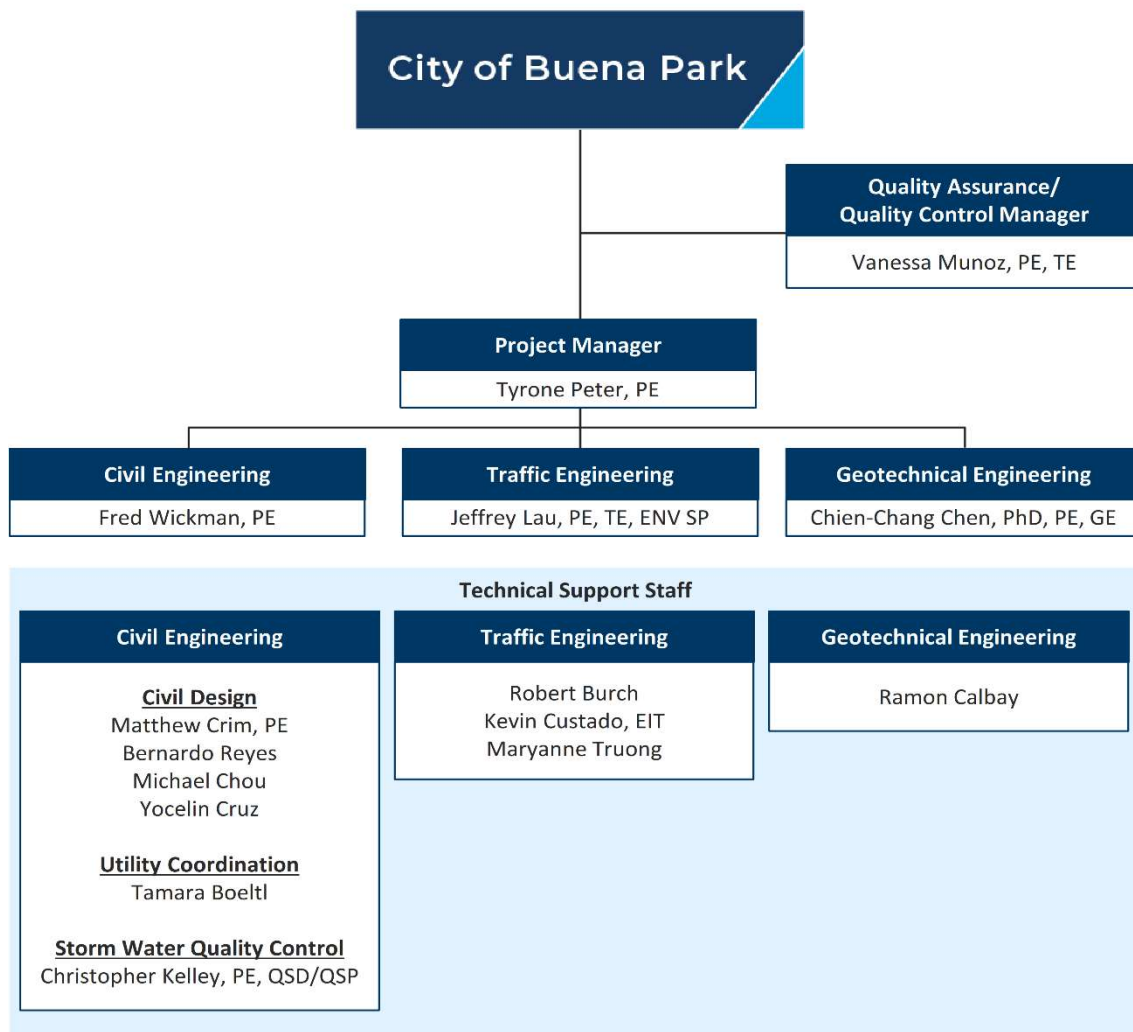 City of Buena Park
Quality Assurance/
Quality Control Manager
Vanessa Munoz, PE, TE
Project Manager
Tyrone Peter, PE
Civil Engineering
Fred Wickman, PE
Traffic Engineering
Jeffrey Lau, PE, TE, ENV SP
Geotechnical Engineering
Chien-Chang Chen, PhD, PE, GE
Technical Support Staff
Civil Engineering
Civil Design
Matthew Crim, PE
Bernardo Reyes
Michael Chou
Yocelin Cruz
Utility Coordination
Tamara Boeltl
Storm Water Quality Control
Christopher Kelley, PE, QSD/QSP
Traffic Engineering
Robert Burch
Kevin Custado, EIT
Maryanne Truong
Geotechnical Engineering
Ramon Calbay